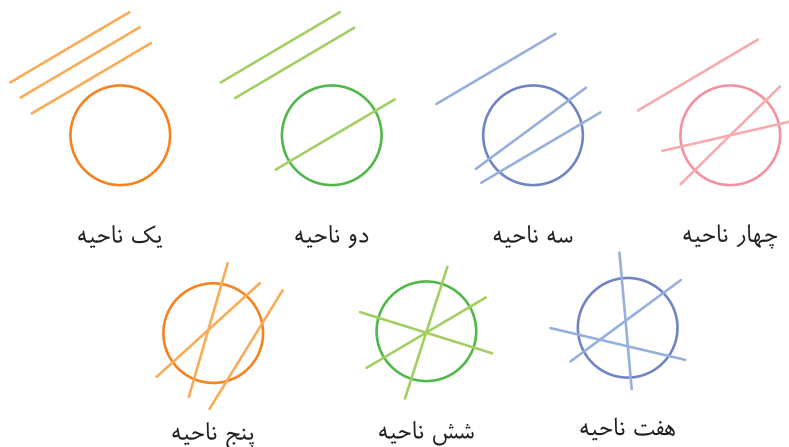 یک ناحیه
دو ناحیه
سه ناحیه
چهار ناحیه
پنج ناحیه
شش ناحیه
هفت ناحیه